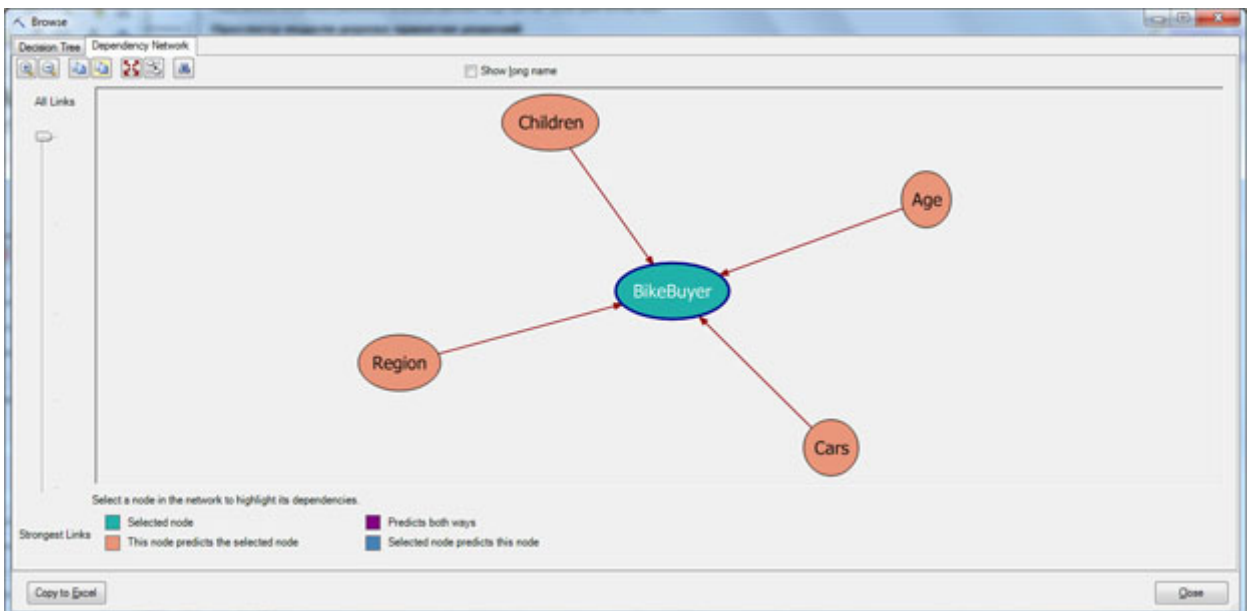 Browse
Decision Tree
Dependency Network
Show long name
All Links
Children
Age
BikeBuyer
Region
Cars
Select a node in the network to highlight its dependencies.
Selected node
Predicts both ways
Strongest Links
This node predicts the selected node
Selected node predicts this node
Copy to Excel
Close